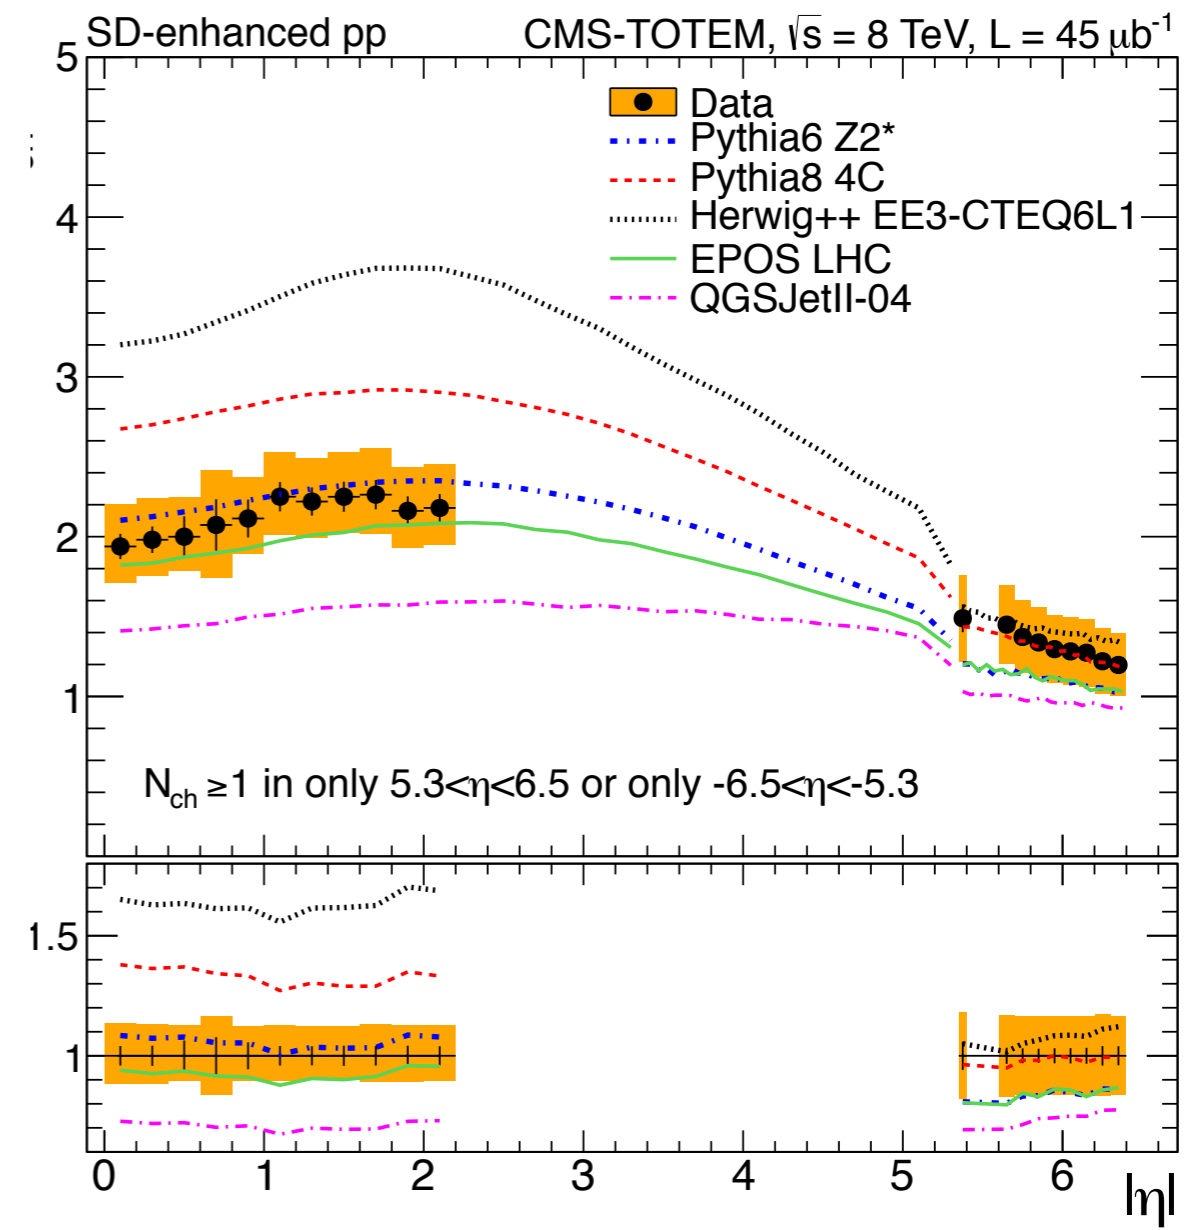 SD-enhanced pp CMS-TOTEM, √s = 8 TeV, L = 45 μb⁻¹
5
Data
Pythia6 Z2*
Pythia8 4C
4
Herwig++ EE3-CTEQ6L1
EPOS LHC
QGSJetII-04
3
2
1
N_ch ≥1 in only 5.3<η<6.5 or only -6.5<η<-5.3
1.5
1
0 1 2 3 4 5 6
|η|